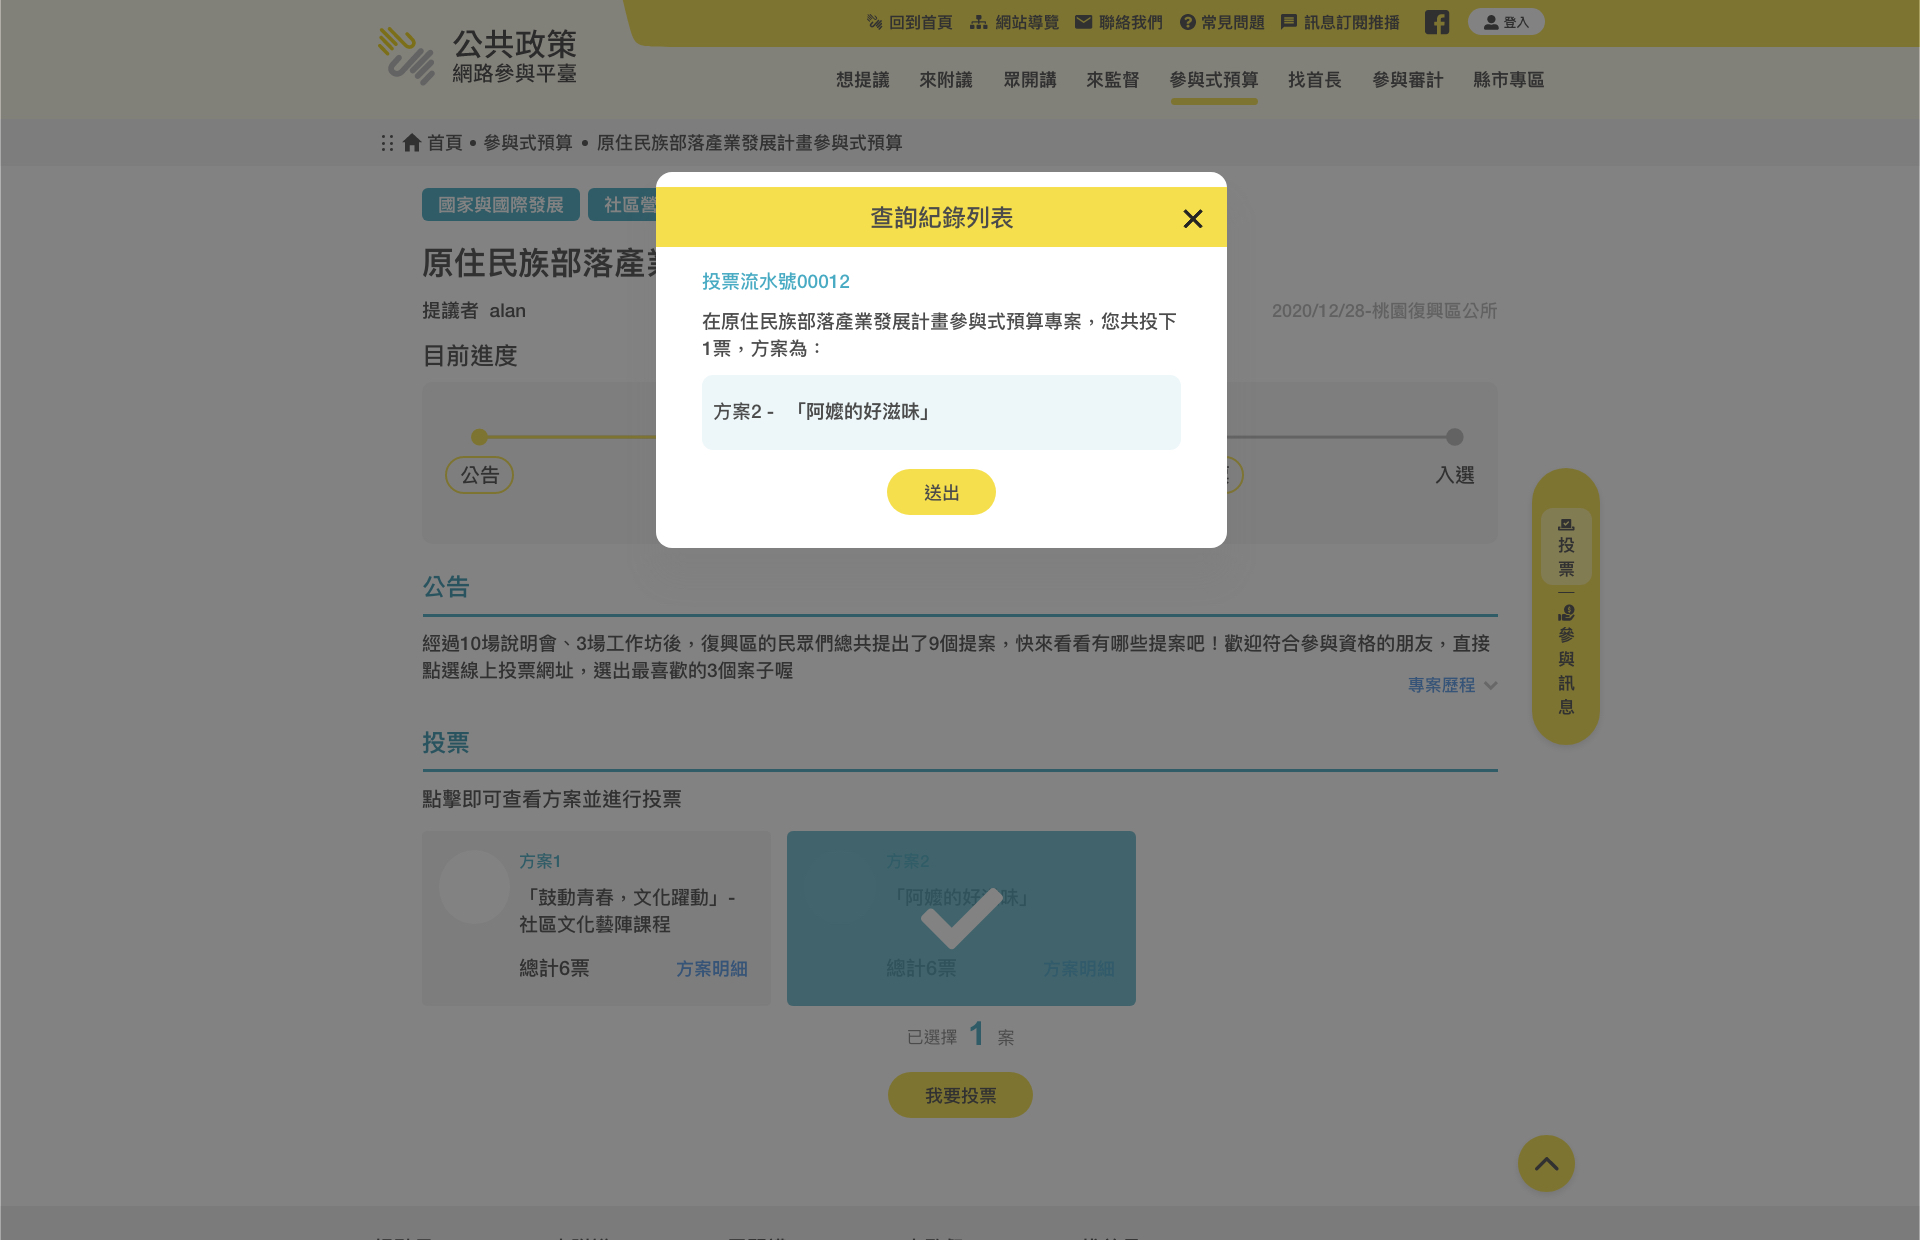 回到首頁 網站導覽 聯絡我們 常見問題 訊息訂閱推播 登入
公共政策
網路參與平臺
想提議 來附議 眾開講 來監督 參與式預算 找首長 參與審計 縣市專區
首頁 • 參與式預算 • 原住民族部落產業發展計畫參與式預算
國家與國際發展 社區營
原住民族部落產業
提議者 alan
2020/12/28-桃園復興區公所
目前進度
公告
入選
查詢紀錄列表
投票流水號00012
在原住民族部落產業發展計畫參與式預算專案，您共投下
1票，方案為：
方案2 - 「阿嬤的好滋味」
送出
投票
參與訊息
公告
經過10場說明會、3場工作坊後，復興區的民眾們總共提出了9個提案，快來看看有哪些提案吧！歡迎符合參與資格的朋友，直接
點選線上投票網址，選出最喜歡的3個案子喔
專案歷程
投票
點擊即可查看方案並進行投票
方案1
「鼓動青春，文化躍動」-
社區文化藝陣課程
總計6票 方案明細
方案2
「阿嬤的好滋味」
總計6票 方案明細
已選擇 1 案
我要投票